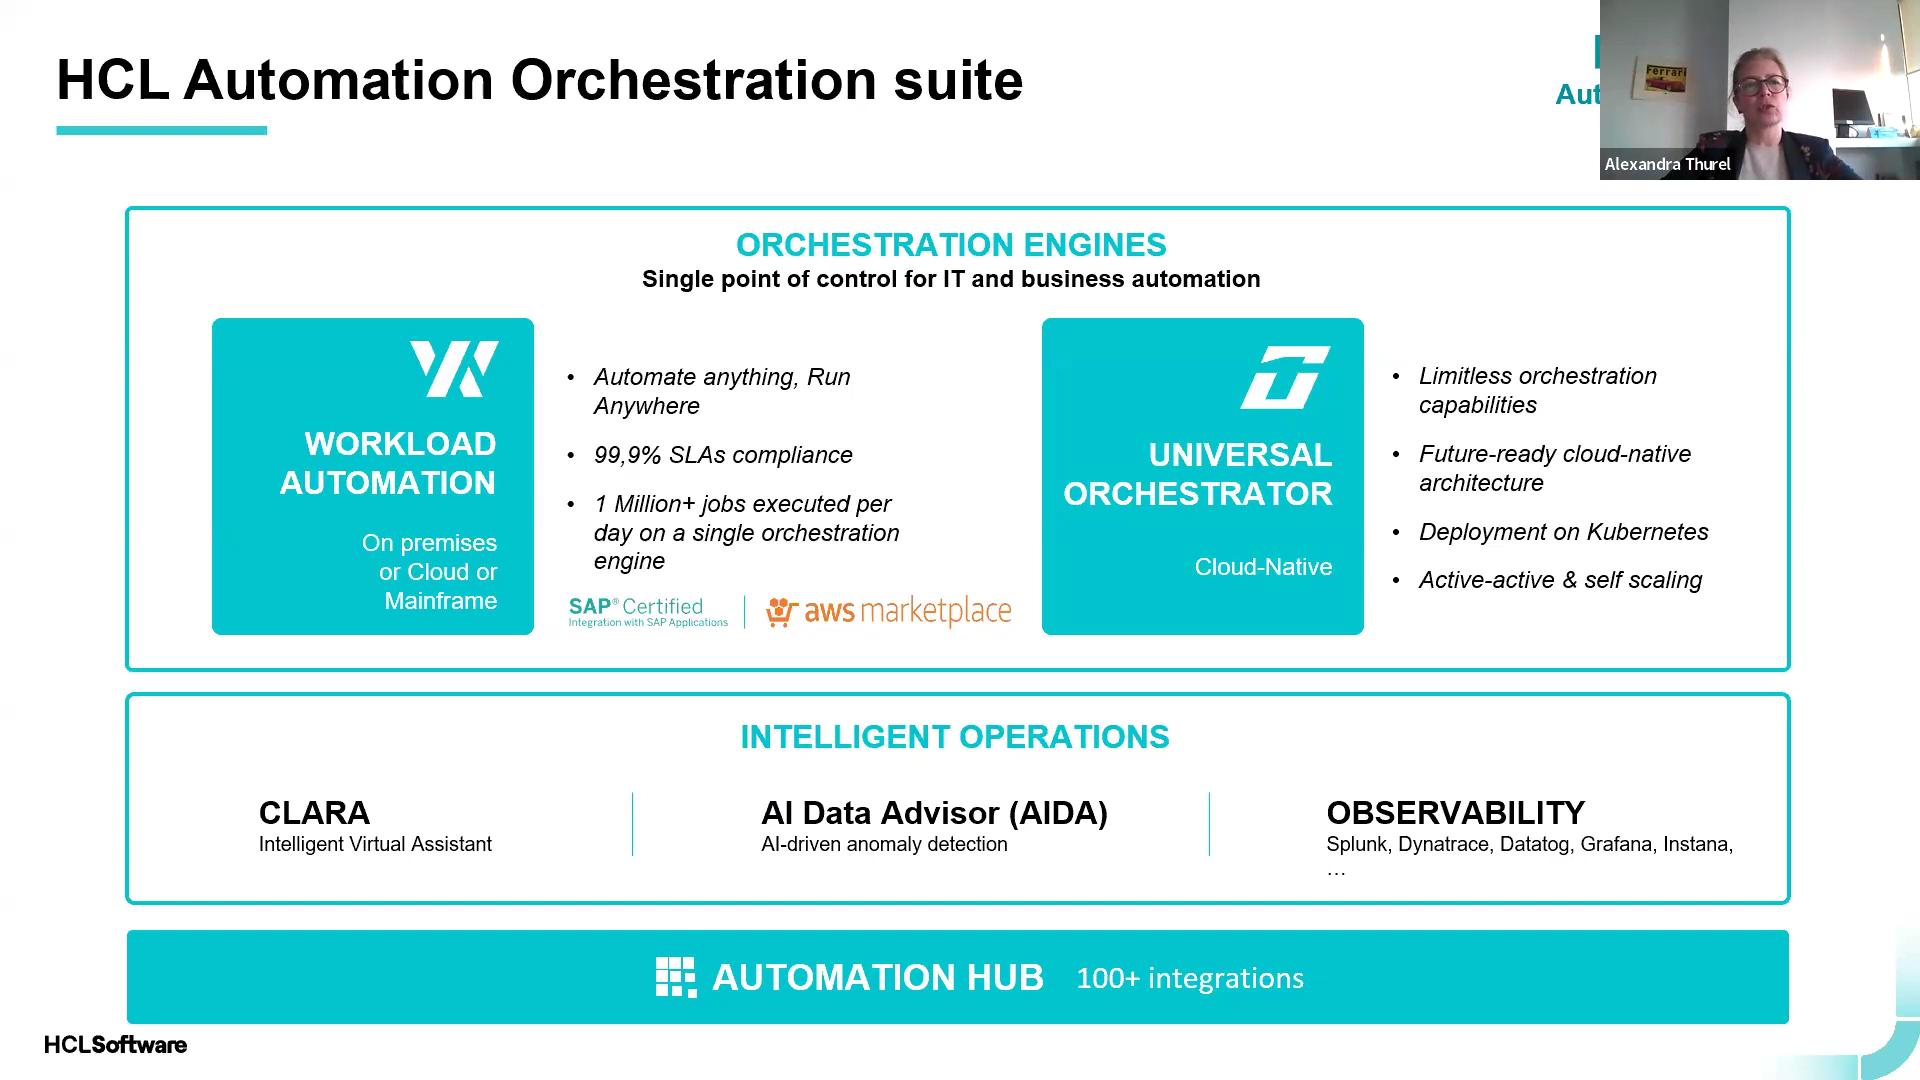 HCL Automation Orchestration suite
Aut
Ferrari
Alexandra Thurel
ORCHESTRATION ENGINES
Single point of control for IT and business automation
WORKLOAD
AUTOMATION
On premises
or Cloud or
Mainframe
• Automate anything, Run
Anywhere
• 99,9% SLAs compliance
• 1 Million+ jobs executed per
day on a single orchestration
engine
SAP® Certified
Integration with SAP Applications
aws marketplace
UNIVERSAL
ORCHESTRATOR
Cloud-Native
• Limitless orchestration
capabilities
• Future-ready cloud-native
architecture
• Deployment on Kubernetes
• Active-active & self scaling
INTELLIGENT OPERATIONS
CLARA
Intelligent Virtual Assistant
AI Data Advisor (AIDA)
AI-driven anomaly detection
OBSERVABILITY
Splunk, Dynatrace, Datatog, Grafana, Instana,
…
AUTOMATION HUB 100+ integrations
HCLSoftware